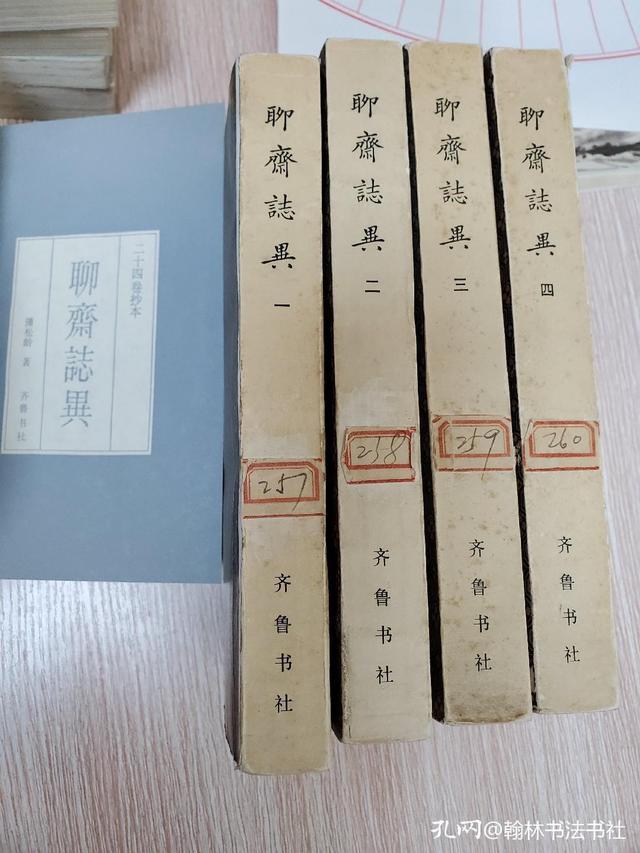 二十四卷抄本
聊齋誌異
蒲松龄 著
齐鲁书社
聊齋誌異 一
257
齐鲁书社
聊齋誌異 二
258
齐鲁书社
聊齋誌異 三
259
齐鲁书社
聊齋誌異 四
260
齐鲁书社
孔网@翰林书法书社